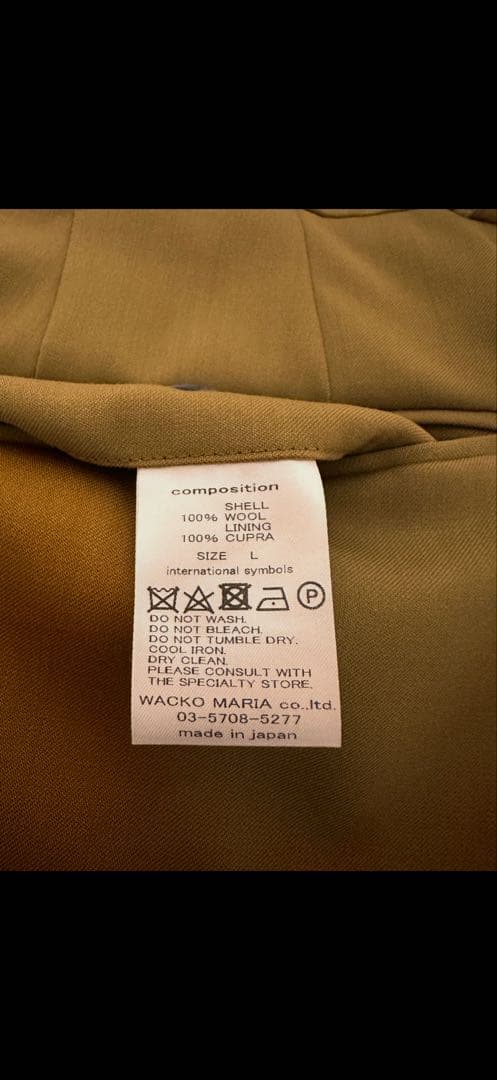 composition
SHELL
100% WOOL
LINING
100% CUPRA
SIZE L
international symbols
P
DO NOT WASH.
DO NOT BLEACH.
DO NOT TUMBLE DRY.
COOL IRON.
DRY CLEAN.
PLEASE CONSULT WITH
THE SPECIALTY STORE.
WACKO MARIA co.,ltd.
03-5708-5277
made in japan